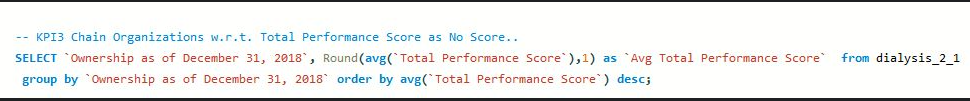 -- KPI3 Chain Organizations w.r.t. Total Performance Score as No Score..
SELECT `Ownership as of December 31, 2018`, Round(avg(`Total Performance Score`),1) as `Avg Total Performance Score`  from dialysis_2_1
group by `Ownership as of December 31, 2018` order by avg(`Total Performance Score`) desc;